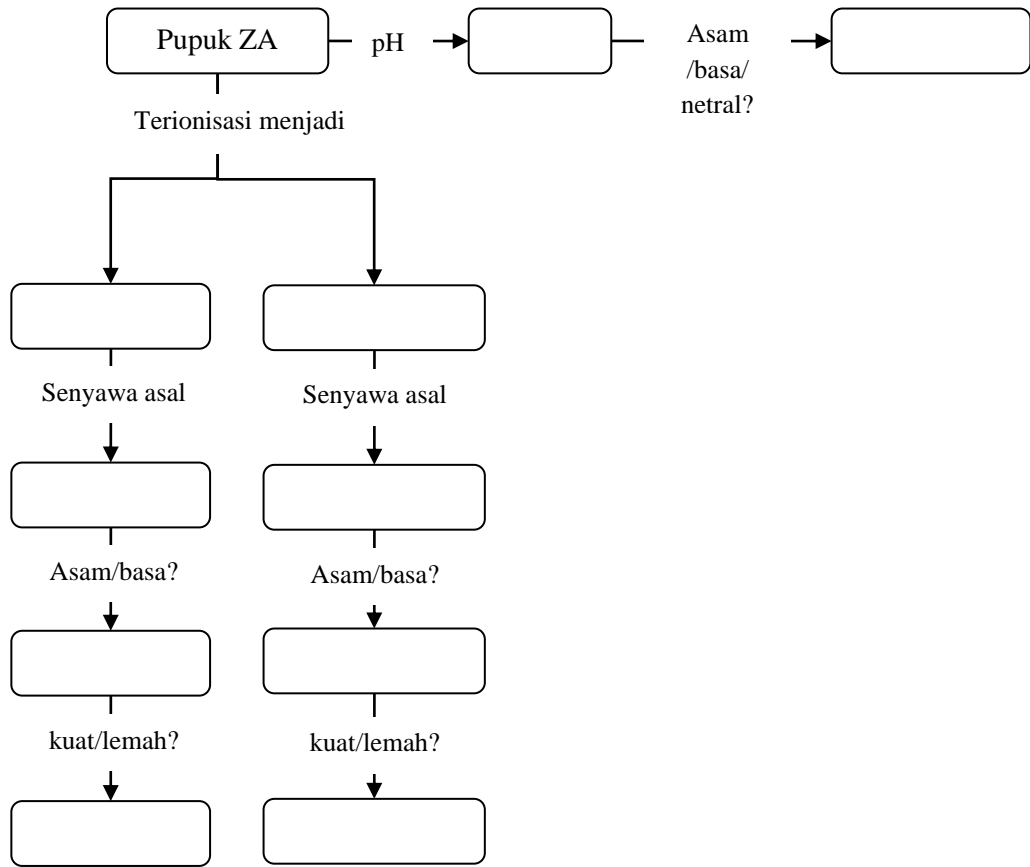 Pupuk ZA
pH
Asam
/basa/
netral?
Terionisasi menjadi
Senyawa asal
Senyawa asal
Asam/basa?
Asam/basa?
kuat/lemah?
kuat/lemah?